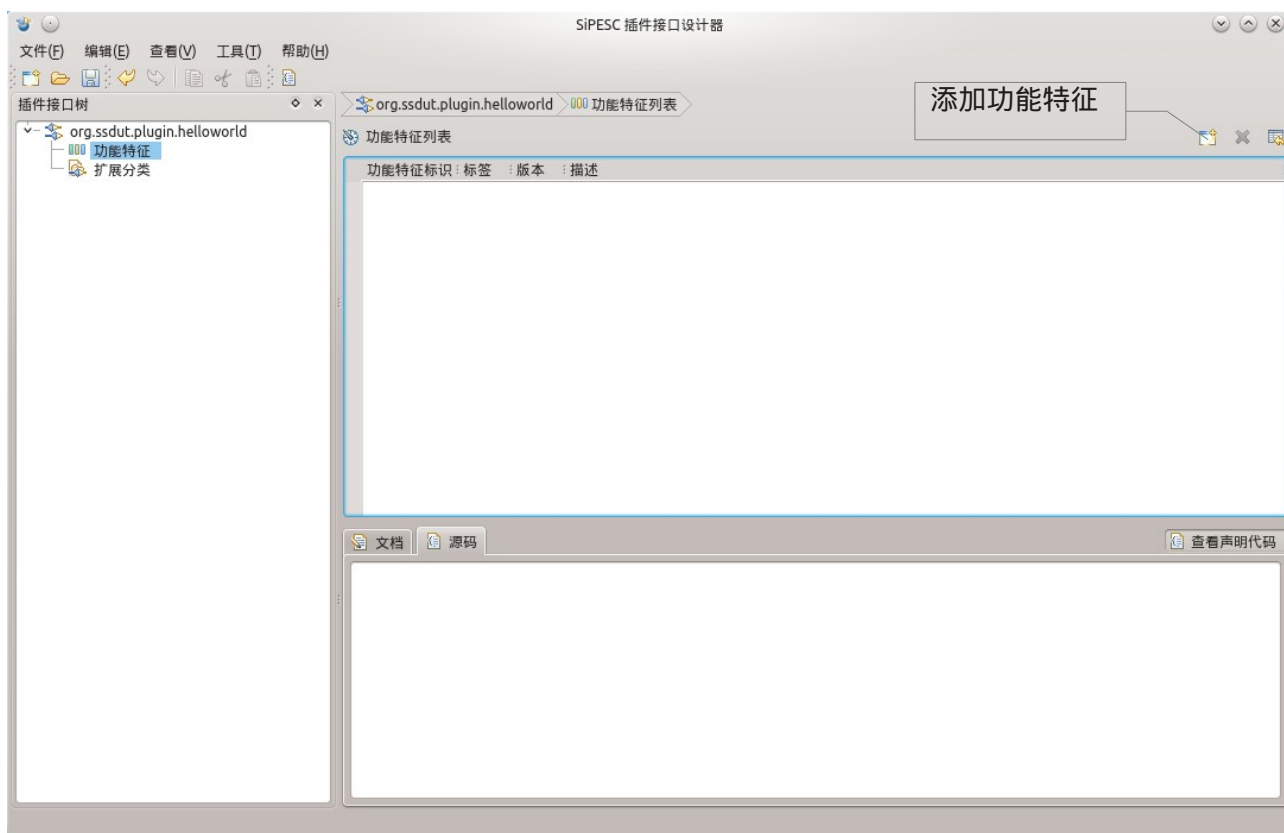 SiPESC 插件接口设计器
文件(F) 编辑(E) 查看(V) 工具(T) 帮助(H)
插件接口树
org.ssdut.plugin.helloworld
功能特征
扩展分类
org.ssdut.plugin.helloworld 功能特征列表
添加功能特征
功能特征列表
功能特征标识 标签 版本 描述
文档 源码 查看声明代码